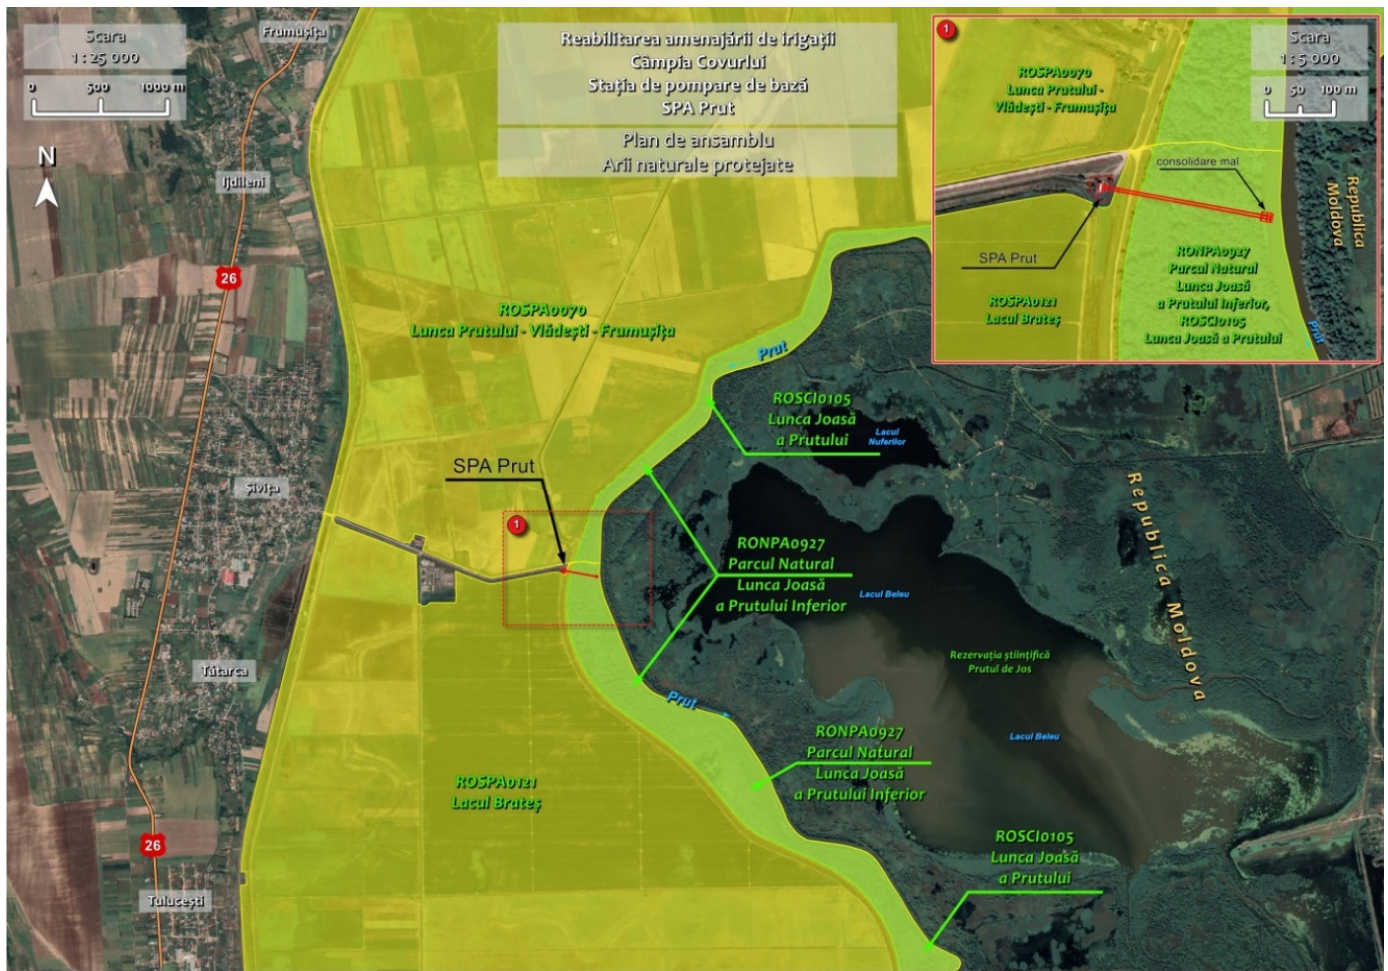 Scara
1:25 000
0 500 1000 m
N
Frumușița
Ijdileni
26
Șivița
Tătarca
26
Tulucești
Reabilitarea amenajării de irigații
Câmpia Covurlui
Stația de pompare de bază
SPA Prut
Plan de ansamblu
Arii naturale protejate
ROSPA0070
Lunca Prutului - Vlădești - Frumușița
SPA Prut
1
ROSPA0121
Lacul Brateș
Prut
ROSCI0105
Lunca Joasă
a Prutului
Lacul
Nuferilor
RONPA0927
Parcul Natural
Lunca Joasă
a Prutului Inferior
Lacul Beleu
Rezervația științifică
Prutul de Jos
Lacul Beleu
Republica Moldova
Prut
RONPA0927
Parcul Natural
Lunca Joasă
a Prutului Inferior
ROSCI0105
Lunca Joasă
a Prutului
1
ROSPA0070
Lunca Prutului -
Vlădești - Frumușița
Scara
1:5 000
0 50 100 m
consolidare mal
Republica
Moldova
SPA Prut
RONPA0927
Parcul Natural
Lunca Joasă
a Prutului Inferior,
ROSCI0105
Lunca Joasă a Prutului
ROSPA0121
Lacul Brateș
Prut